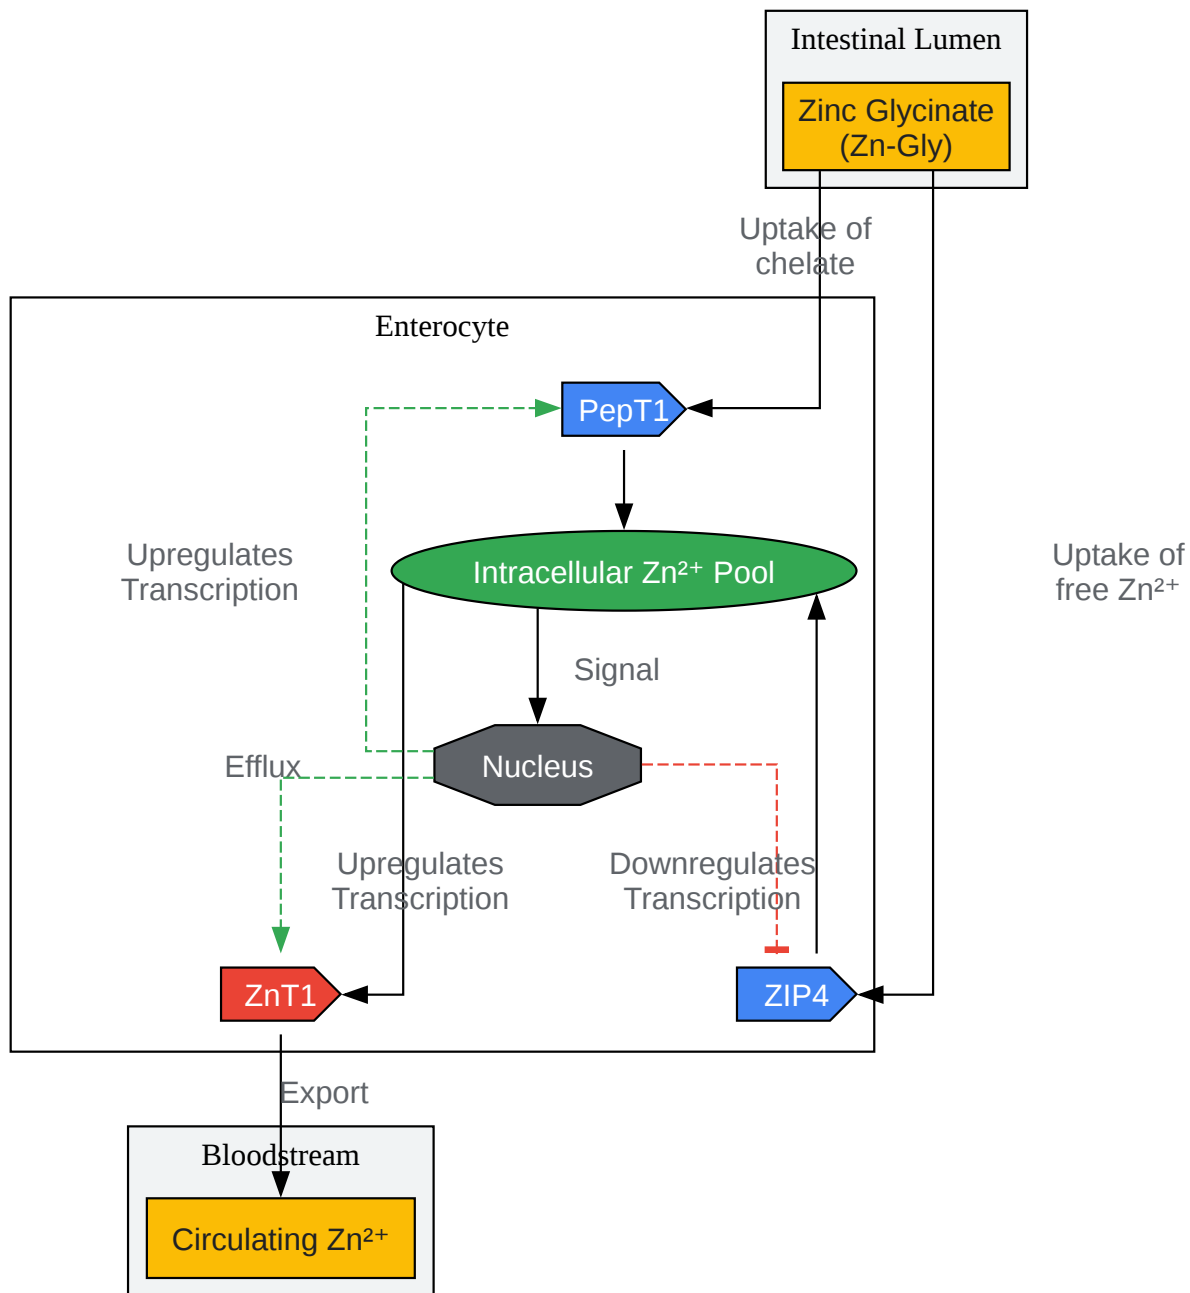 Intestinal Lumen
Zinc Glycinate
(Zn-Gly)
Uptake of
chelate
Enterocyte
PepT1
Upregulates
Transcription
Intracellular Zn²⁺ Pool
Uptake of
free Zn²⁺
Signal
Efflux
Nucleus
Upregulates
Transcription
Downregulates
Transcription
ZnT1
ZIP4
Export
Bloodstream
Circulating Zn²⁺